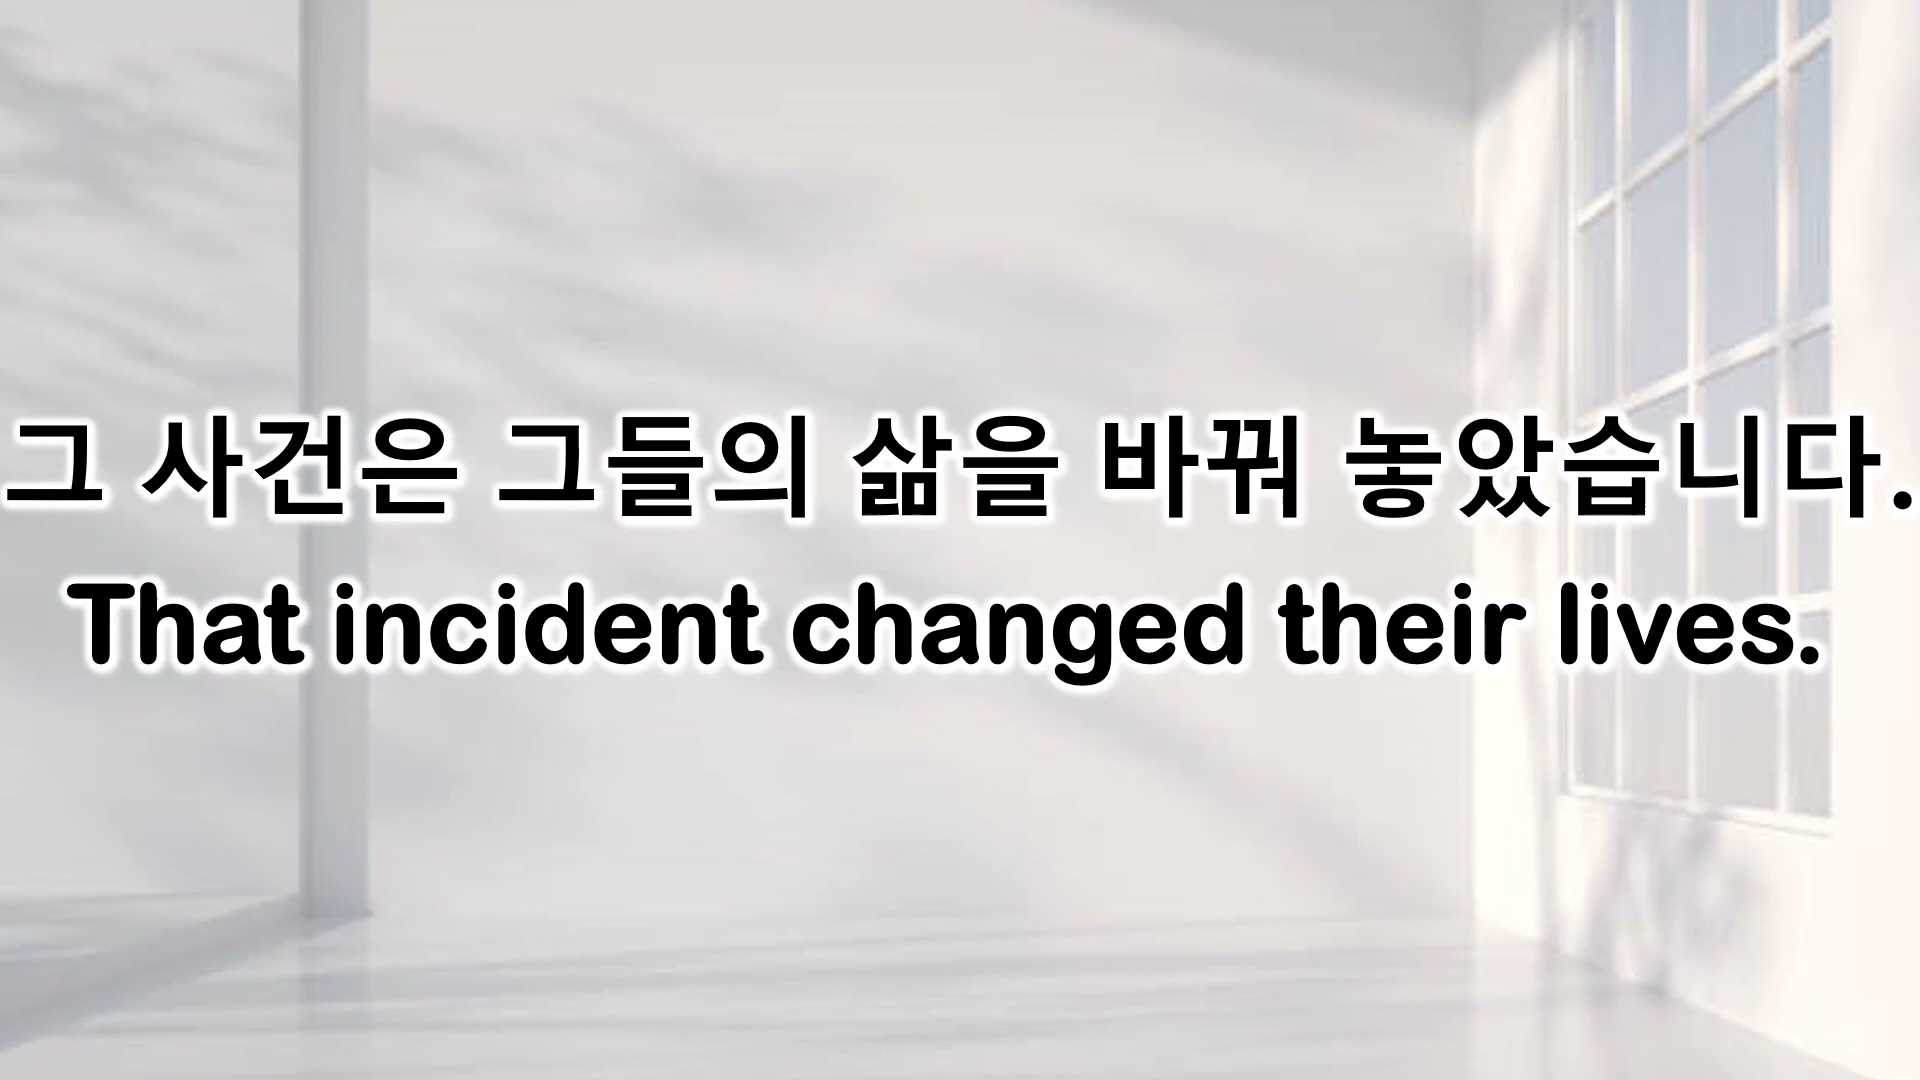 그 사건은 그들의 삶을 바꿔 놓았습니다.
That incident changed their lives.